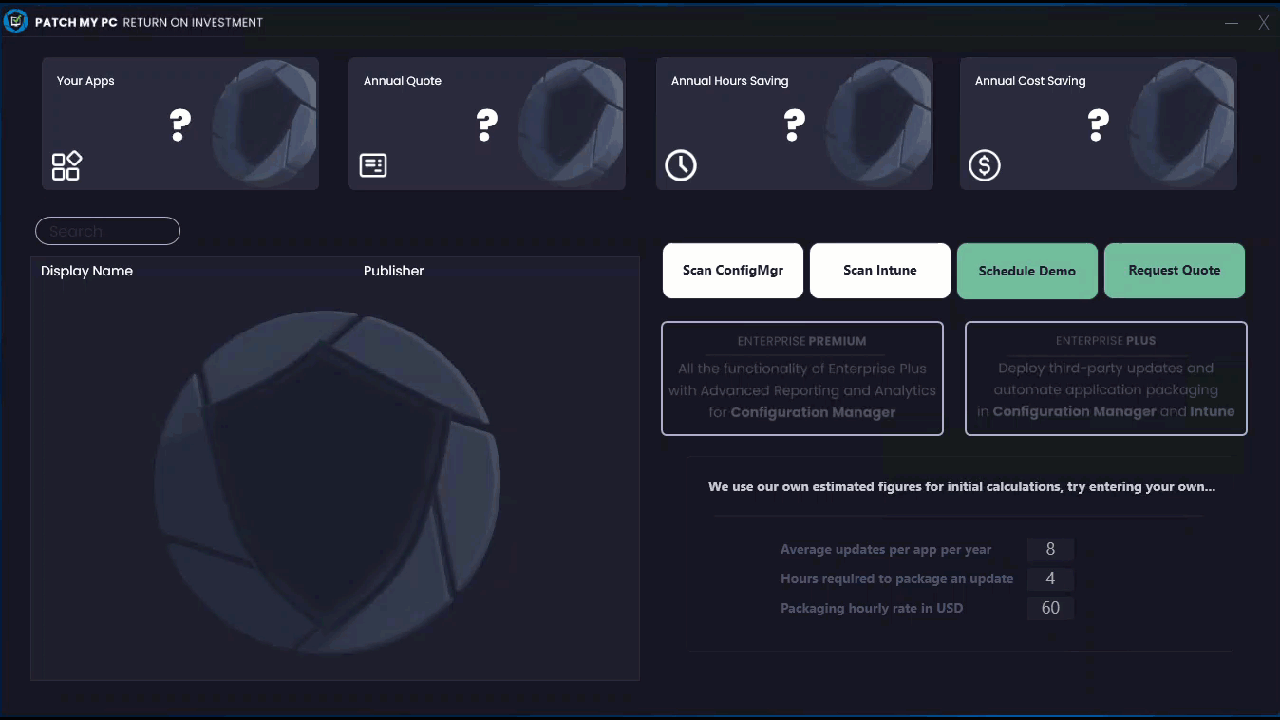 PATCH MY PC RETURN ON INVESTMENT
X
Your Apps
?
Annual Quote
?
Annual Hours Saving
?
Annual Cost Saving
?
$
Search
Display Name Publisher
Scan ConfigMgr
Scan Intune
Schedule Demo
Request Quote
ENTERPRISE PREMIUM
All the functionality of Enterprise Plus
with Advanced Reporting and Analytics
for Configuration Manager
ENTERPRISE PLUS
Deploy third-party updates and
automate application packaging
in Configuration Manager and Intune
We use our own estimated figures for initial calculations, try entering your own...
Average updates per app per year 8
Hours required to package an update 4
Packaging hourly rate in USD 60